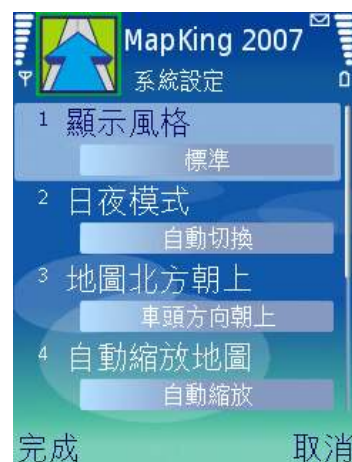 MapKing 2007
系統設定
1 顯示風格
標準
2 日夜模式
自動切換
3 地圖北方朝上
車頭方向朝上
4 自動縮放地圖
自動縮放
完成 取消